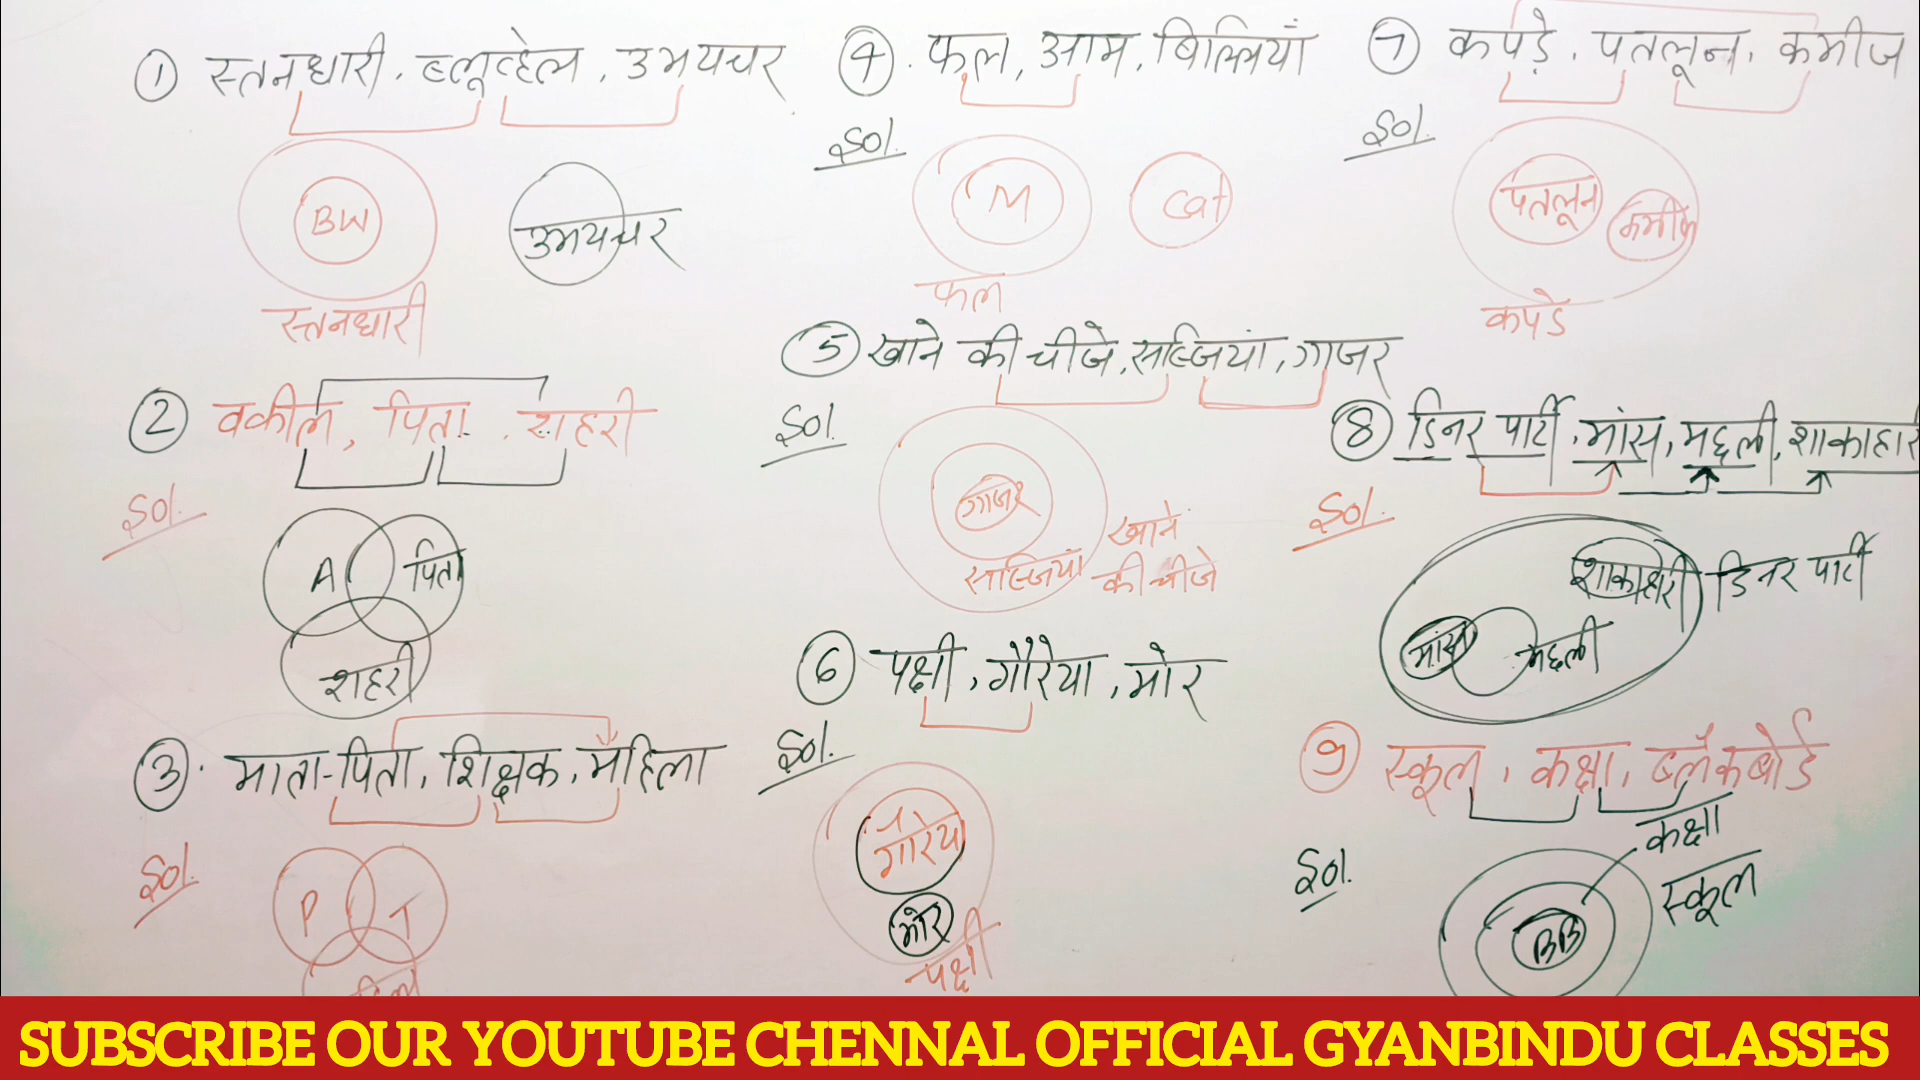 ① स्तनधारी, ब्लूव्हेल, उभयचर
BW
उभयचर
स्तनधारी
② वकील, पिता, शहरी
Sol.
A
पिता
शहरी
③. माता-पिता, शिक्षक, महिला
Sol.
P
T
④. फल, आम, बिल्लियाँ
Sol.
M
Cat
फल
⑤ खाने की चीजे, सब्जियां, गाजर
Sol.
गाजर
सब्जियां
खाने
की चीजे
⑥ पक्षी, गौरैया, मोर
Sol.
गौरेया
मोर
पक्षी
⑦ कपड़े, पतलून, कमीज
Sol.
पतलून
कमीज
कपडे
⑧ डिनर पार्टी, मांस, मछली, शाकाहारी
Sol.
शाकाहारी
डिनर पार्टी
मांस
मछली
⑨ स्कूल, कक्षा, ब्लैकबोर्ड
Sol.
कक्षा
स्कूल
BB
SUBSCRIBE OUR YOUTUBE CHENNAL OFFICIAL GYANBINDU CLASSES